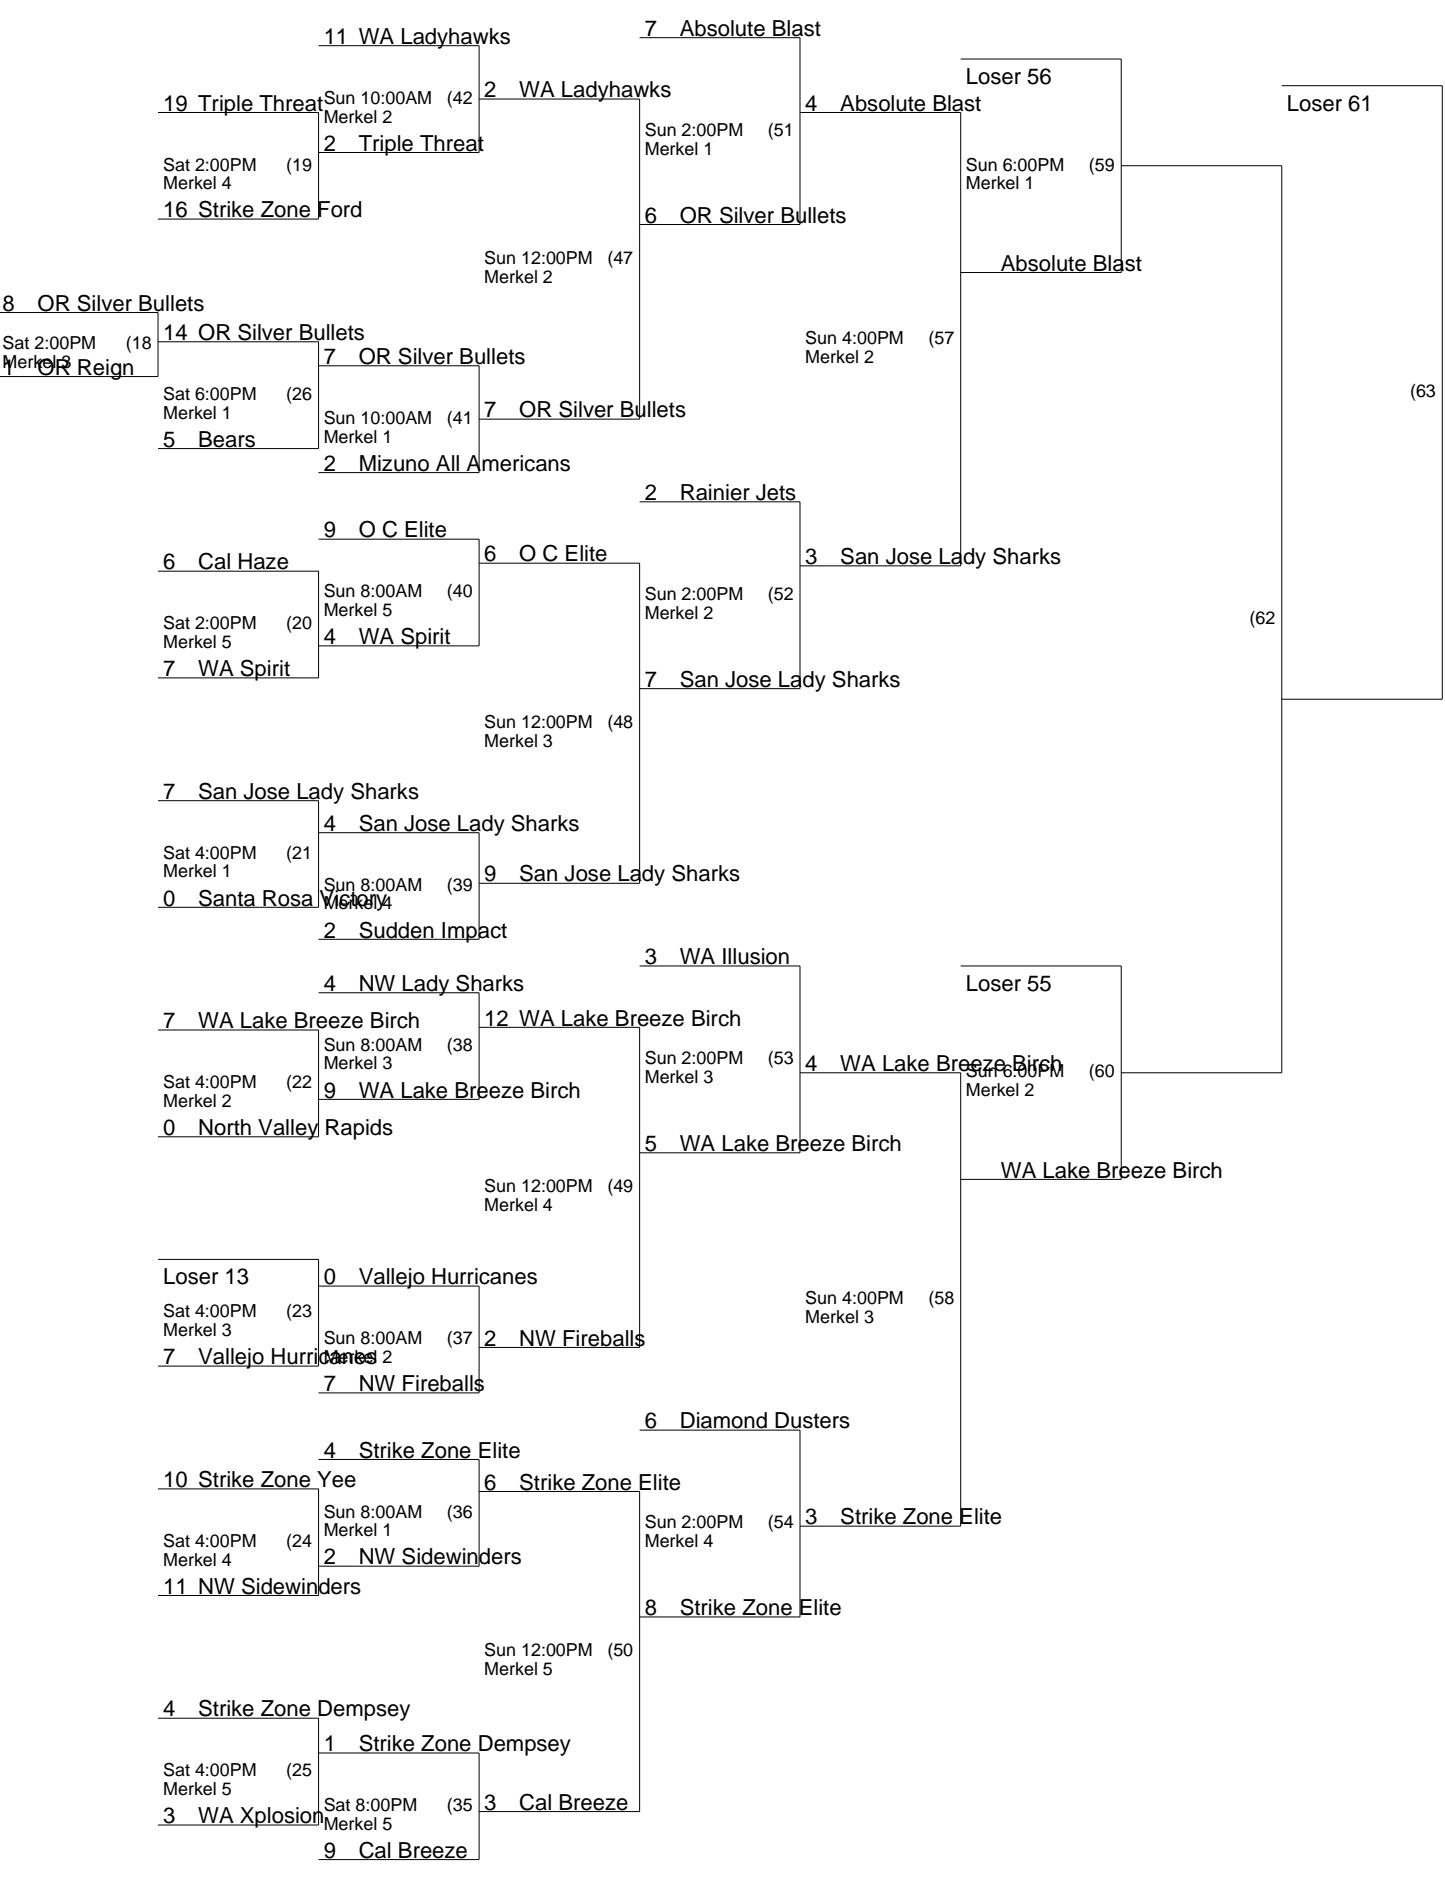 7 Absolute Blast
11 WA Ladyhawks
Loser 56
2 WA Ladyhawks
Sun 10:00AM (42
Merkel 2
19 Triple Threat
4 Absolute Blast
Loser 61
Sun 2:00PM (51
Merkel 1
2 Triple Threat
Sat 2:00PM (19
Merkel 4
Sun 6:00PM (59
Merkel 1
16 Strike Zone Ford
6 OR Silver Bullets
Sun 12:00PM (47
Merkel 2
Absolute Blast
8 OR Silver Bullets
14 OR Silver Bullets
Sat 2:00PM (18
Merkel 3
1 OR Reign
Sun 4:00PM (57
Merkel 2
7 OR Silver Bullets
Sat 6:00PM (26
Merkel 1
(63
7 OR Silver Bullets
Sun 10:00AM (41
Merkel 1
5 Bears
2 Mizuno All Americans
2 Rainier Jets
9 O C Elite
6 O C Elite
3 San Jose Lady Sharks
6 Cal Haze
Sun 8:00AM (40
Merkel 5
Sun 2:00PM (52
Merkel 2
Sat 2:00PM (20
Merkel 5
(62
4 WA Spirit
7 WA Spirit
7 San Jose Lady Sharks
Sun 12:00PM (48
Merkel 3
7 San Jose Lady Sharks
4 San Jose Lady Sharks
Sat 4:00PM (21
Merkel 1
9 San Jose Lady Sharks
Sun 8:00AM (39
Merkel 4
0 Santa Rosa Victory
2 Sudden Impact
3 WA Illusion
4 NW Lady Sharks
Loser 55
7 WA Lake Breeze Birch
12 WA Lake Breeze Birch
Sun 8:00AM (38
Merkel 3
Sun 2:00PM (53
Merkel 3
4 WA Lake Breeze Birch
Sun 6:00PM (60
Merkel 2
Sat 4:00PM (22
Merkel 2
9 WA Lake Breeze Birch
0 North Valley Rapids
5 WA Lake Breeze Birch
WA Lake Breeze Birch
Sun 12:00PM (49
Merkel 4
Loser 13
0 Vallejo Hurricanes
Sat 4:00PM (23
Merkel 3
Sun 4:00PM (58
Merkel 3
Sun 8:00AM (37
Merkel 2
2 NW Fireballs
7 Vallejo Hurricanes
7 NW Fireballs
6 Diamond Dusters
4 Strike Zone Elite
10 Strike Zone Yee
6 Strike Zone Elite
Sun 8:00AM (36
Merkel 1
Sun 2:00PM (54
Merkel 4
3 Strike Zone Elite
Sat 4:00PM (24
Merkel 4
2 NW Sidewinders
11 NW Sidewinders
8 Strike Zone Elite
Sun 12:00PM (50
Merkel 5
4 Strike Zone Dempsey
1 Strike Zone Dempsey
Sat 4:00PM (25
Merkel 5
3 WA Xplosion
Sat 8:00PM (35
Merkel 5
3 Cal Breeze
9 Cal Breeze